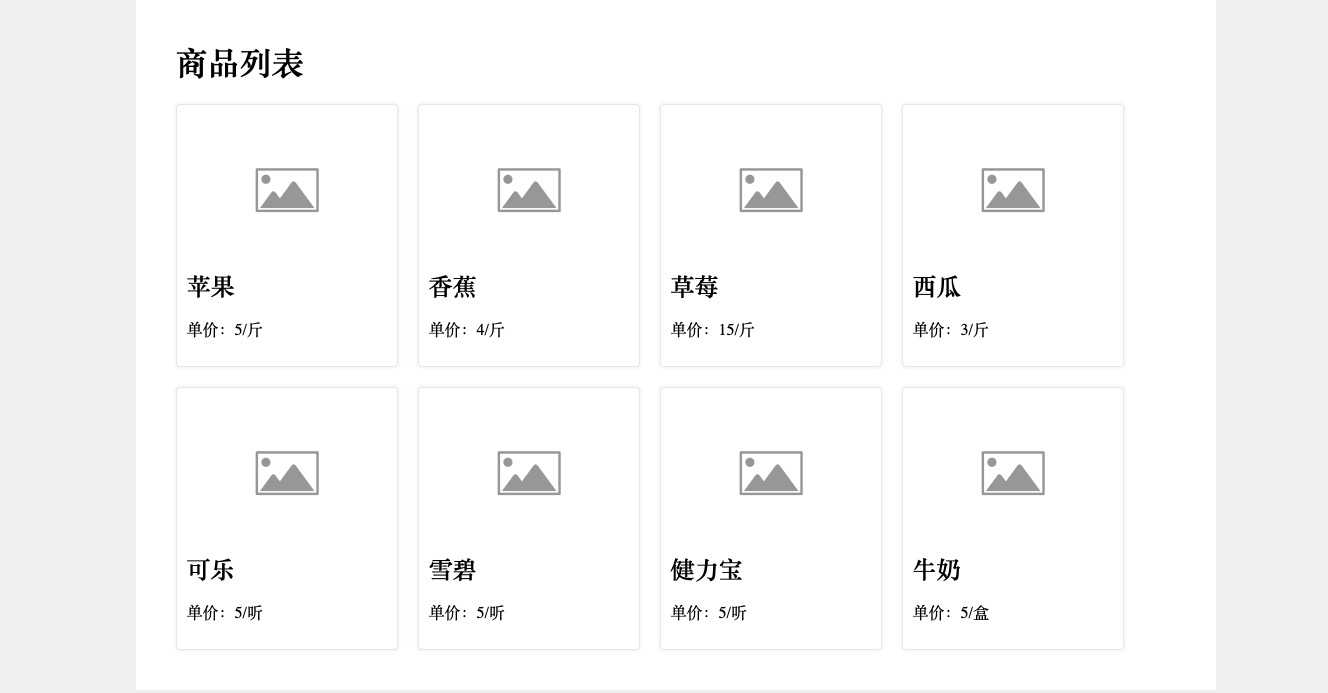 商品列表
苹果
单价：5/斤
香蕉
单价：4/斤
草莓
单价：15/斤
西瓜
单价：3/斤
可乐
单价：5/听
雪碧
单价：5/听
健力宝
单价：5/听
牛奶
单价：5/盒